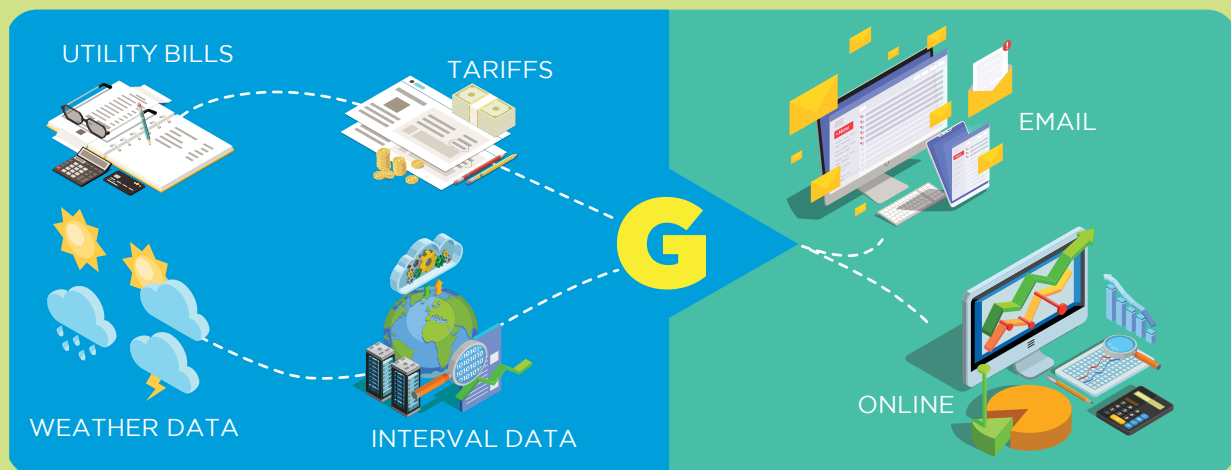 UTILITY BILLS
TARIFFS
WEATHER DATA
INTERVAL DATA
G
EMAIL
ONLINE